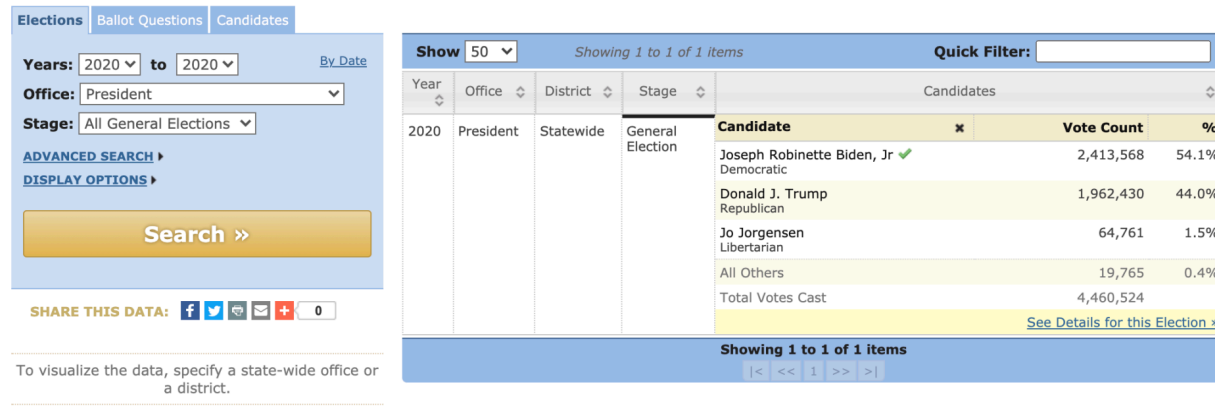 Elections Ballot Questions Candidates
Years: 2020 to 2020 By Date
Office: President
Stage: All General Elections
ADVANCED SEARCH
DISPLAY OPTIONS
Search »
SHARE THIS DATA: f + 0
To visualize the data, specify a state-wide office or
a district.
Show 50 Showing 1 to 1 of 1 items Quick Filter:
Year Office District Stage Candidates
2020 President Statewide General
Election
Candidate × Vote Count %
Joseph Robinette Biden, Jr ✔ 2,413,568 54.1%
Democratic
Donald J. Trump 1,962,430 44.0%
Republican
Jo Jorgensen 64,761 1.5%
Libertarian
All Others 19,765 0.4%
Total Votes Cast 4,460,524
See Details for this Election »
Showing 1 to 1 of 1 items
|< << 1 >> >|